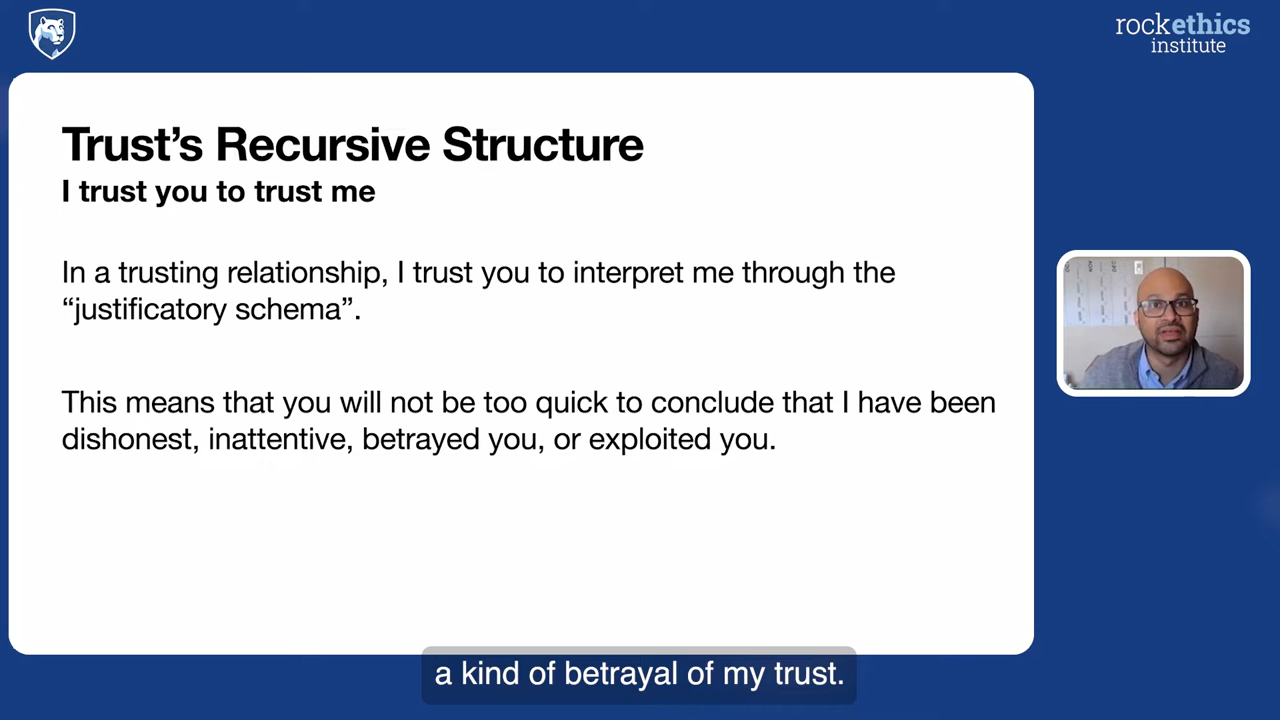 rockethics
institute
Trust’s Recursive Structure
I trust you to trust me
In a trusting relationship, I trust you to interpret me through the
“justificatory schema”.
This means that you will not be too quick to conclude that I have been
dishonest, inattentive, betrayed you, or exploited you.
a kind of betrayal of my trust.